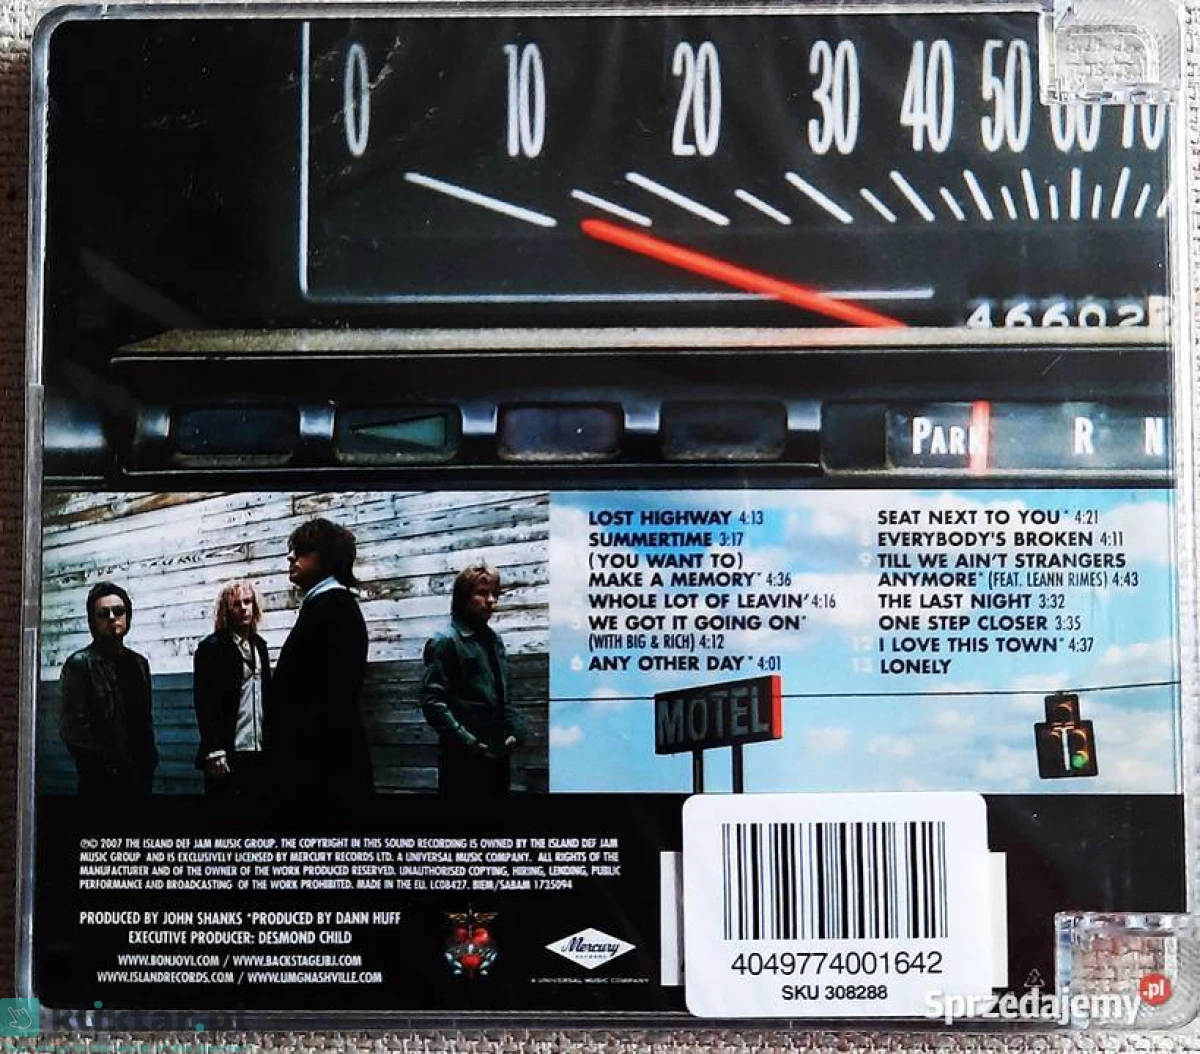 0 10 20 30 40 50 60 70
46602
PARK R N
LOST HIGHWAY 4:13
SUMMERTIME 3:17
(YOU WANT TO)
MAKE A MEMORY* 4:36
WHOLE LOT OF LEAVIN' 4:16
WE GOT IT GOING ON*
(WITH BIG & RICH) 4:12
6 ANY OTHER DAY* 4:01
SEAT NEXT TO YOU* 4:21
8 EVERYBODY'S BROKEN 4:11
9 TILL WE AIN'T STRANGERS
ANYMORE* (FEAT. LEANN RIMES) 4:43
THE LAST NIGHT 3:32
ONE STEP CLOSER 3:35
12 I LOVE THIS TOWN* 4:37
13 LONELY
MOTEL
℗© 2007 THE ISLAND DEF JAM MUSIC GROUP. THE COPYRIGHT IN THIS SOUND RECORDING IS OWNED BY THE ISLAND DEF JAM
MUSIC GROUP AND IS EXCLUSIVELY LICENSED BY MERCURY RECORDS LTD. A UNIVERSAL MUSIC COMPANY. ALL RIGHTS OF THE
MANUFACTURER AND OF THE OWNER OF THE WORK PRODUCED RESERVED. UNAUTHORISED COPYING, HIRING, LENDING, PUBLIC
PERFORMANCE AND BROADCASTING OF THE WORK PROHIBITED. MADE IN THE EU. LC08427. BIEM/SABAM 1735094
PRODUCED BY JOHN SHANKS *PRODUCED BY DANN HUFF
EXECUTIVE PRODUCER: DESMOND CHILD
WWW.BONJOVI.COM / WWW.BACKSTAGEJBJ.COM
WWW.ISLANDRECORDS.COM / WWW.UMGNASHVILLE.COM
Mercury
RECORDS
A UNIVERSAL MUSIC COMPANY
4049774001642
SKU 308288
Sprzedajemy.pl